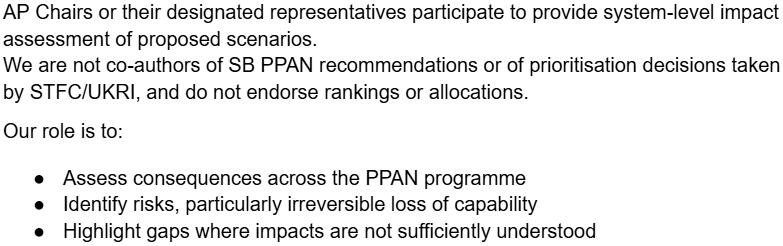 AP Chairs or their designated representatives participate to provide system-level impact
assessment of proposed scenarios.
We are not co-authors of SB PPAN recommendations or of prioritisation decisions taken
by STFC/UKRI, and do not endorse rankings or allocations.
Our role is to:
● Assess consequences across the PPAN programme
● Identify risks, particularly irreversible loss of capability
● Highlight gaps where impacts are not sufficiently understood